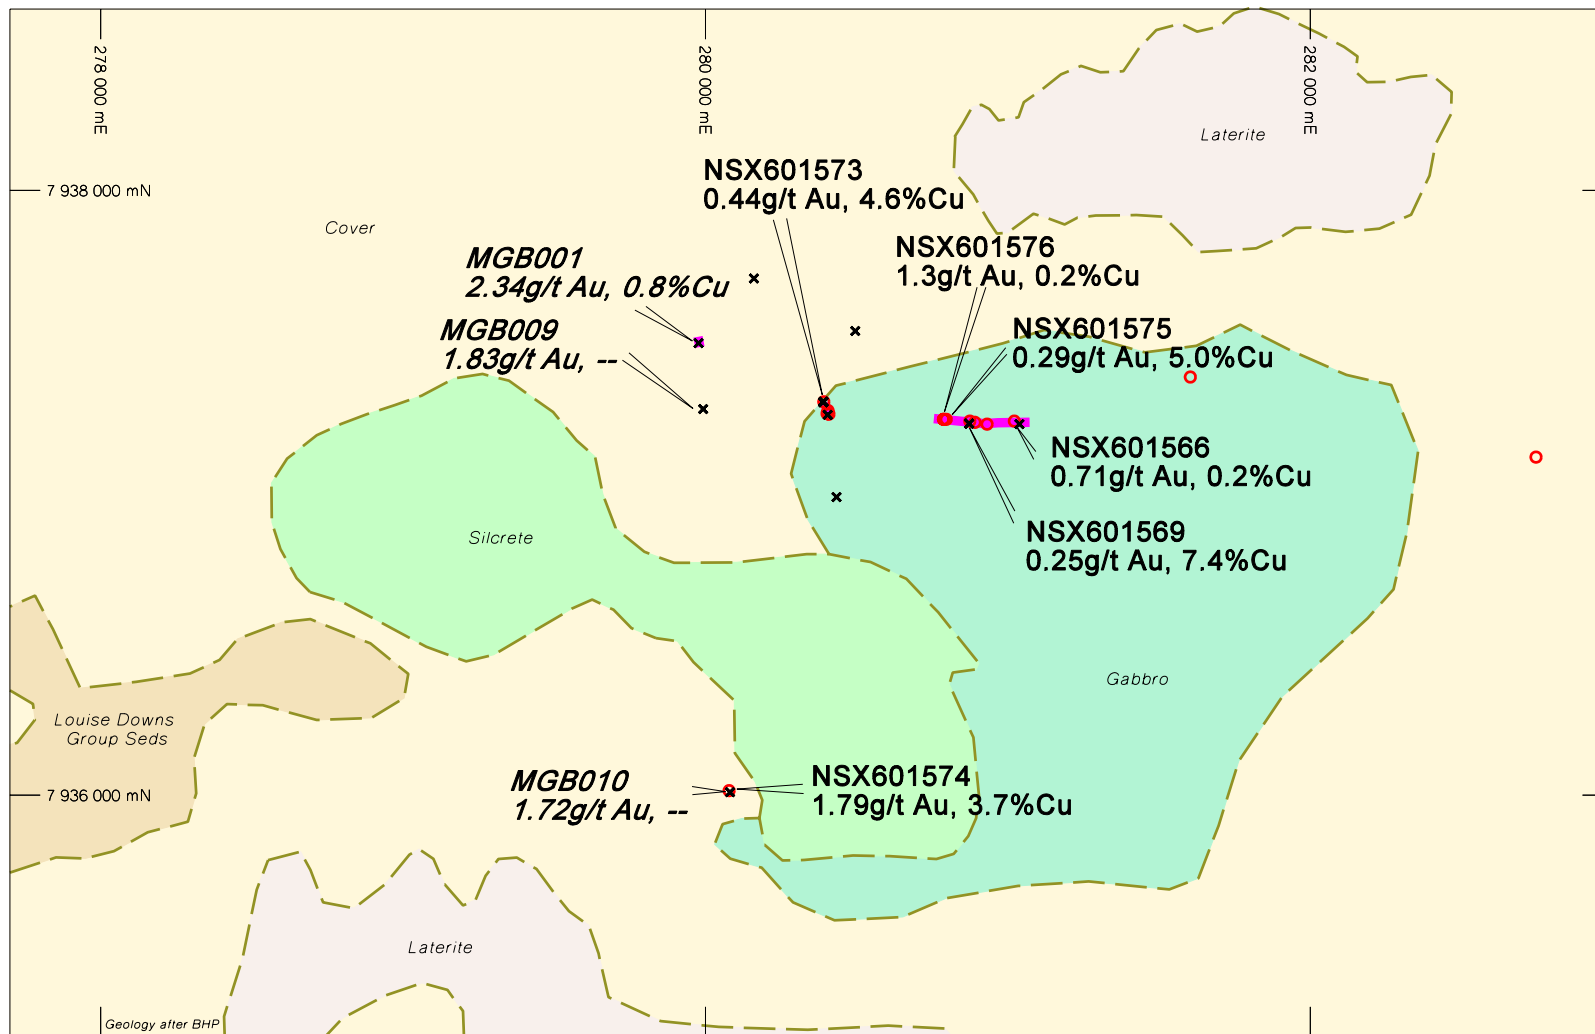 278 000 mE
280 000 mE
282 000 mE
Laterite
7 938 000 mN
NSX601573
0.44g/t Au, 4.6%Cu
Cover
MGB001
2.34g/t Au, 0.8%Cu
NSX601576
1.3g/t Au, 0.2%Cu
MGB009
1.83g/t Au, --
NSX601575
0.29g/t Au, 5.0%Cu
NSX601566
0.71g/t Au, 0.2%Cu
Silcrete
NSX601569
0.25g/t Au, 7.4%Cu
Gabbro
Louise Downs
Group Seds
7 936 000 mN
MGB010
1.72g/t Au, --
NSX601574
1.79g/t Au, 3.7%Cu
Laterite
Geology after BHP